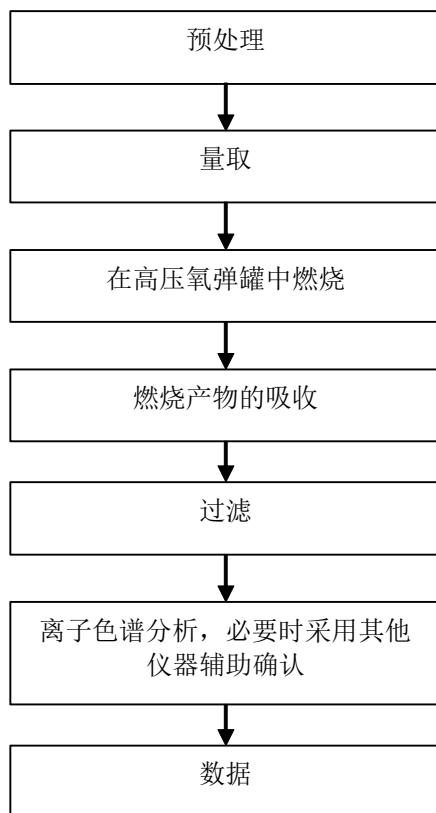 预处理
量取
在高压氧弹罐中燃烧
燃烧产物的吸收
过滤
离子色谱分析，必要时采用其他
仪器辅助确认
数据